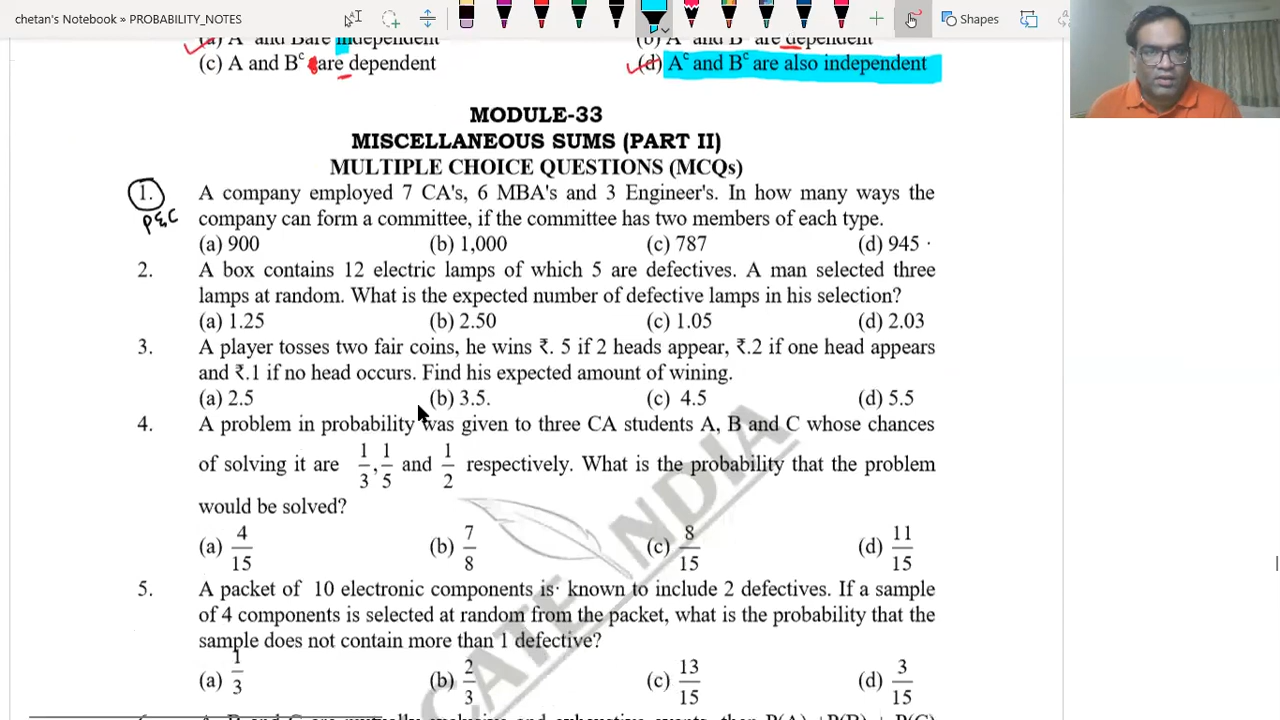 chetan's Notebook » PROBABILITY_NOTES
Shapes
(a) A and Bare independent (b) A and B are dependent
(c) A and Bᶜ are dependent (d) Aᶜ and Bᶜ are also independent
MODULE-33
MISCELLANEOUS SUMS (PART II)
MULTIPLE CHOICE QUESTIONS (MCQs)
1. A company employed 7 CA's, 6 MBA's and 3 Engineer's. In how many ways the
P&C company can form a committee, if the committee has two members of each type.
(a) 900 (b) 1,000 (c) 787 (d) 945 ·
2. A box contains 12 electric lamps of which 5 are defectives. A man selected three
lamps at random. What is the expected number of defective lamps in his selection?
(a) 1.25 (b) 2.50 (c) 1.05 (d) 2.03
3. A player tosses two fair coins, he wins ₹. 5 if 2 heads appear, ₹.2 if one head appears
and ₹.1 if no head occurs. Find his expected amount of wining.
(a) 2.5 (b) 3.5. (c) 4.5 (d) 5.5
4. A problem in probability was given to three CA students A, B and C whose chances
of solving it are 1/3, 1/5 and 1/2 respectively. What is the probability that the problem
would be solved?
(a) 4/15 (b) 7/8 (c) 8/15 (d) 11/15
5. A packet of 10 electronic components is· known to include 2 defectives. If a sample
of 4 components is selected at random from the packet, what is the probability that the
sample does not contain more than 1 defective?
(a) 1/3 (b) 2/3 (c) 13/15 (d) 3/15
CATE INDIA